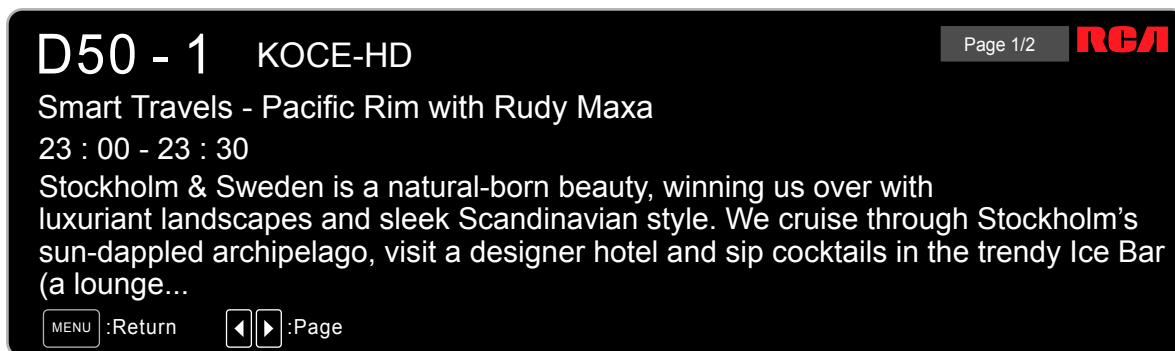 D50 - 1 KOCE-HD Page 1/2 RCA
Smart Travels - Pacific Rim with Rudy Maxa
23 : 00 - 23 : 30
Stockholm & Sweden is a natural-born beauty, winning us over with
luxuriant landscapes and sleek Scandinavian style. We cruise through Stockholm’s
sun-dappled archipelago, visit a designer hotel and sip cocktails in the trendy Ice Bar
(a lounge...
MENU :Return :Page